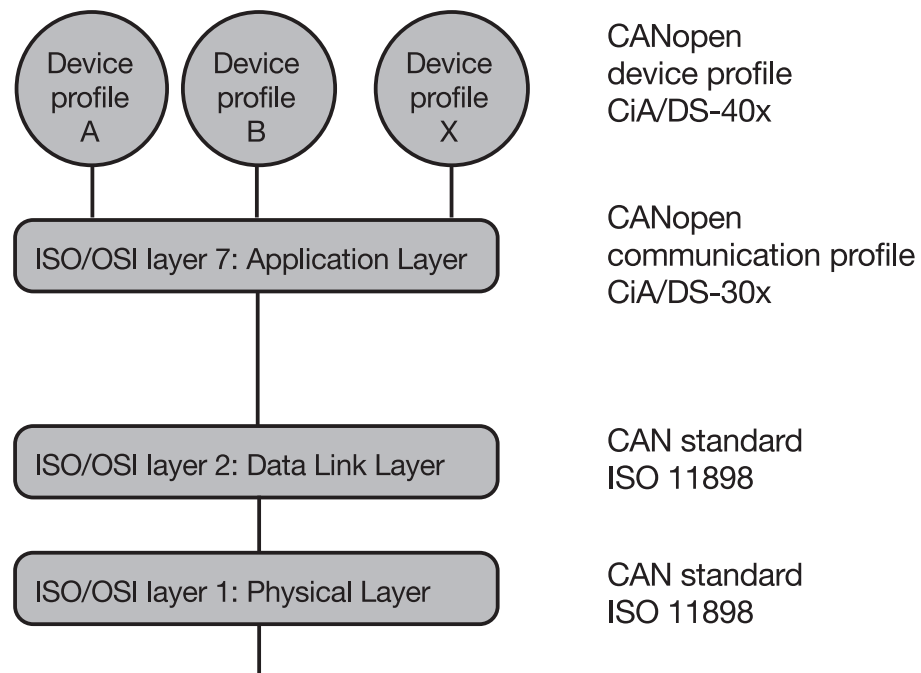 Device
profile
A
Device
profile
B
Device
profile
X
CANopen
device profile
CiA/DS-40x
ISO/OSI layer 7: Application Layer
CANopen
communication profile
CiA/DS-30x
ISO/OSI layer 2: Data Link Layer
CAN standard
ISO 11898
ISO/OSI layer 1: Physical Layer
CAN standard
ISO 11898